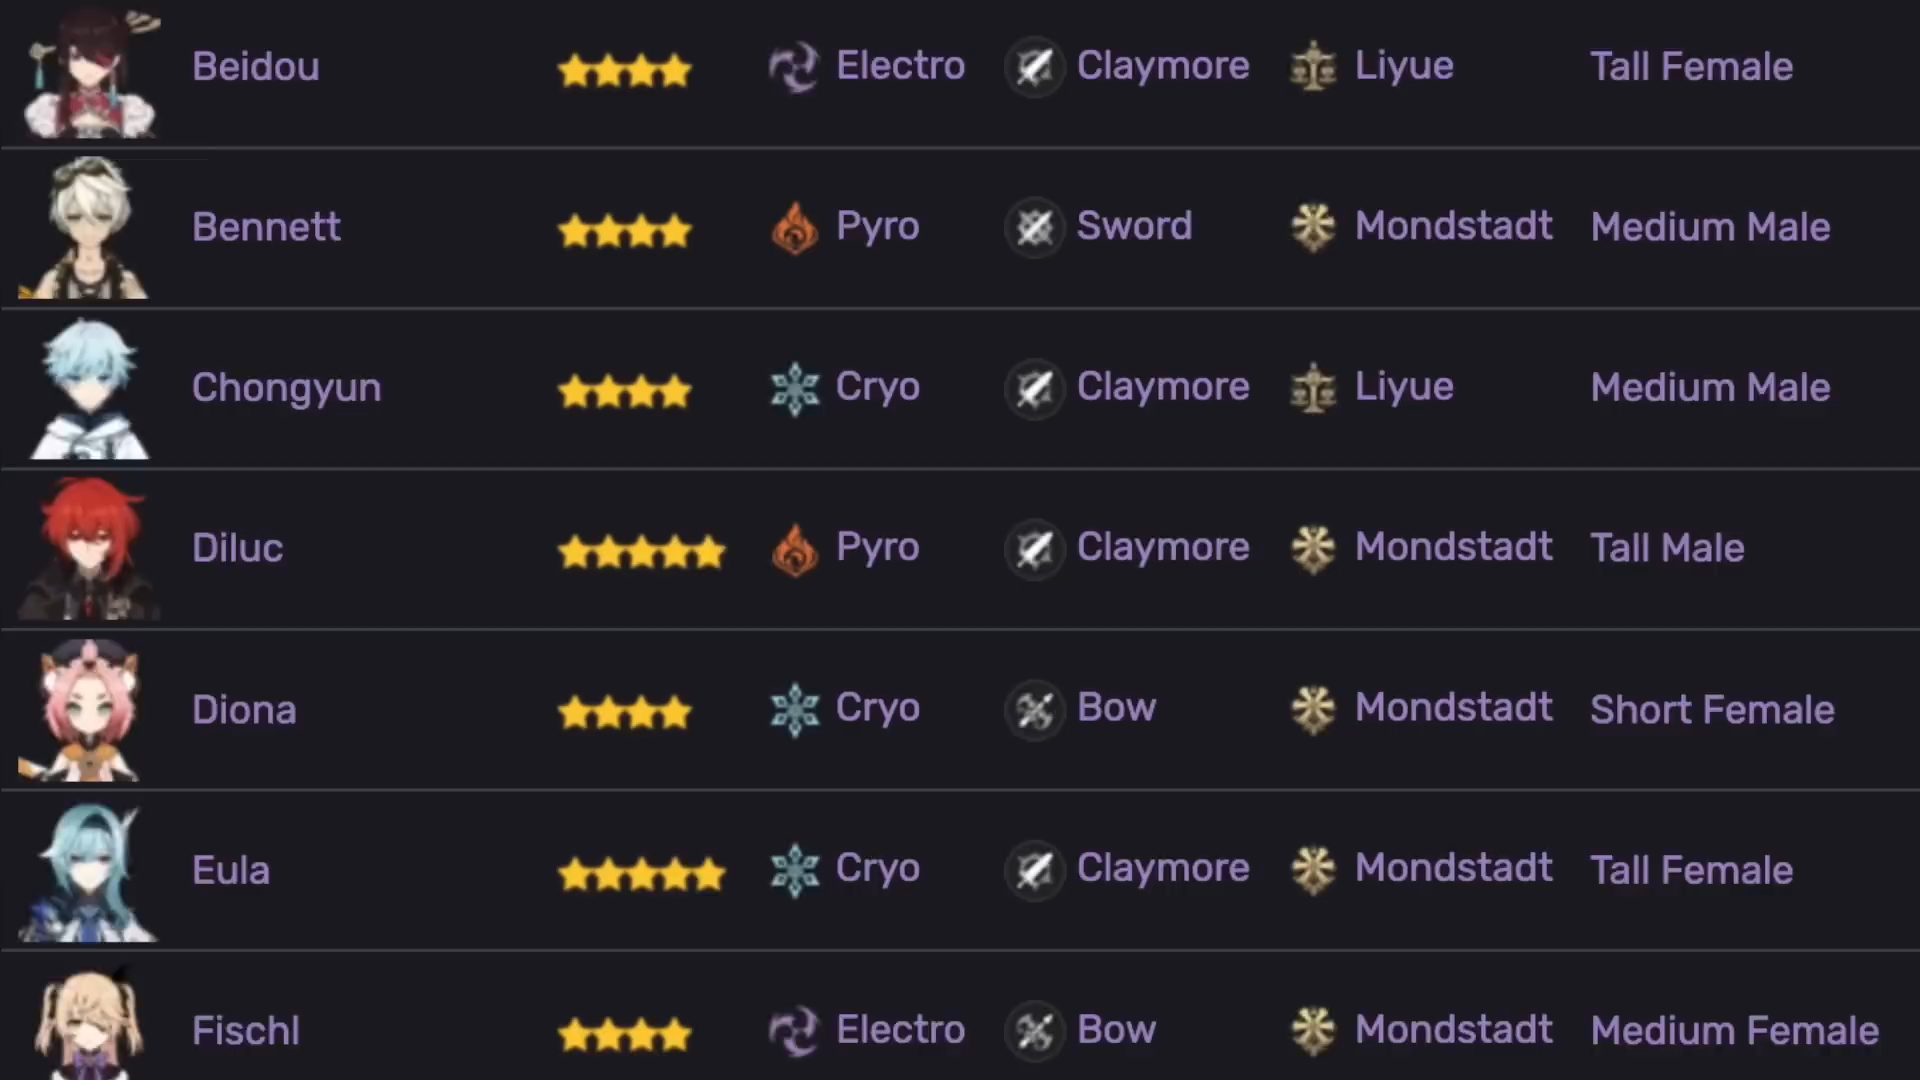 Beidou Electro Claymore Liyue Tall Female
Bennett Pyro Sword Mondstadt Medium Male
Chongyun Cryo Claymore Liyue Medium Male
Diluc Pyro Claymore Mondstadt Tall Male
Diona Cryo Bow Mondstadt Short Female
Eula Cryo Claymore Mondstadt Tall Female
Fischl Electro Bow Mondstadt Medium Female